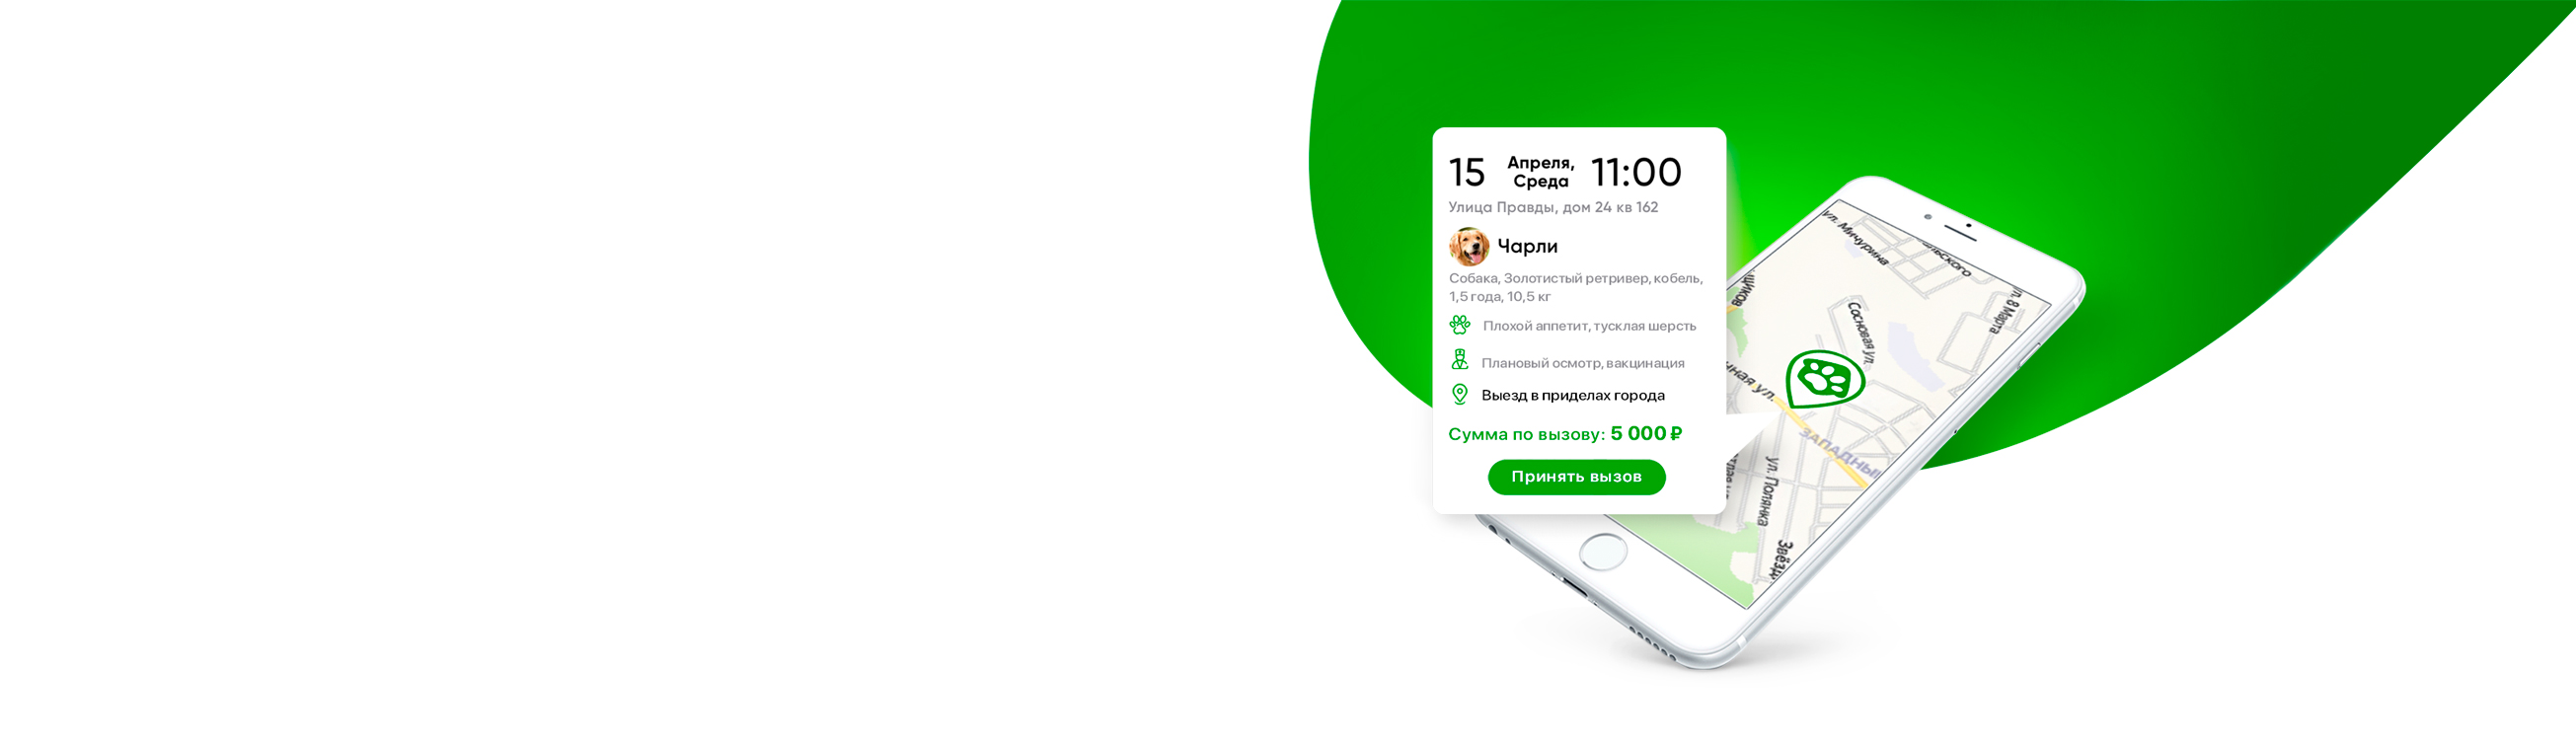 15 Апреля, 11:00
Среда
Улица Правды, дом 24 кв 162
Чарли
Собака, Золотистый ретривер, кобель,
1,5 года, 10,5 кг
Плохой аппетит, тусклая шерсть
Плановый осмотр, вакцинация
Выезд в приделах города
Сумма по вызову: 5 000 ₽
Принять вызов
ул. Мичурина
ул. 8 Марта
Сосновая ул.
ЗАПАДНЫЙ
ул. Полянка